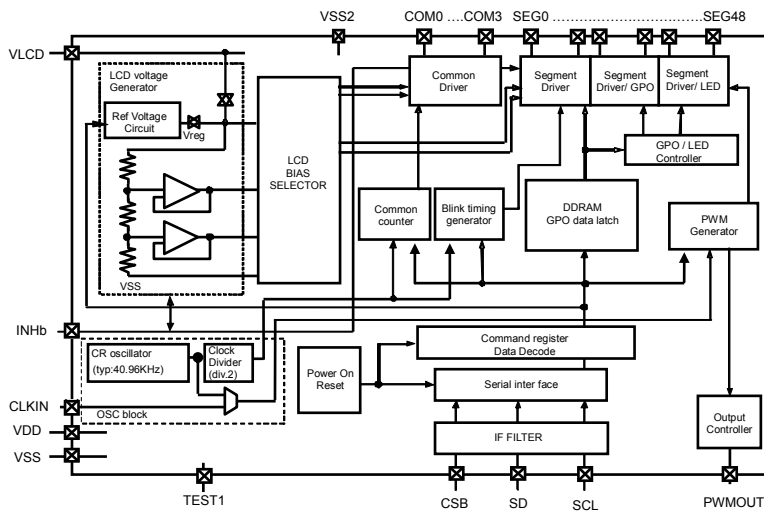 VSS2
COM0 ....COM3
SEG0 ........................SEG48
VLCD
LCD voltage
Generator
Ref Voltage
Circuit
Vreg
VSS
LCD
BIAS
SELECTOR
Common
Driver
Segment
Driver
Segment
Driver/ GPO
Segment
Driver/ LED
GPO / LED
Controller
Common
counter
Blink timing
generator
DDRAM
GPO data latch
PWM
Generator
INHb
CR oscillator
(typ:40.96KHz)
Clock
Divider
(div.2)
OSC block
CLKIN
VDD
VSS
Power On
Reset
Command register
Data Decode
Serial inter face
IF FILTER
Output
Controller
TEST1
CSB
SD
SCL
PWMOUT